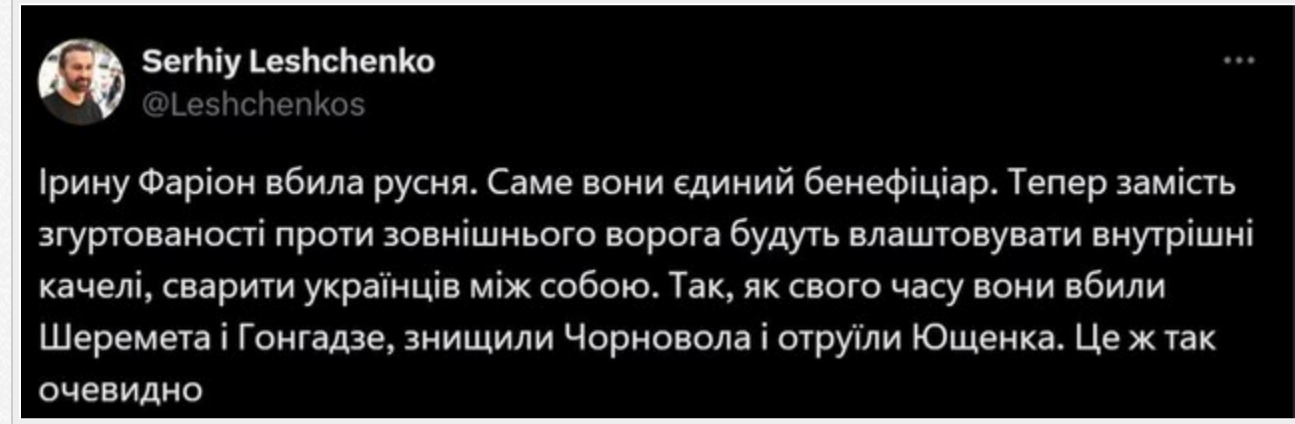 Serhiy Leshchenko
@Leshchenkos
Ірину Фаріон вбила русня. Саме вони єдиний бенефіціар. Тепер замість
згуртованості проти зовнішнього ворога будуть влаштовувати внутрішні
качелі, сварити українців між собою. Так, як свого часу вони вбили
Шеремета і Гонгадзе, знищили Чорновола і отруїли Ющенка. Це ж так
очевидно